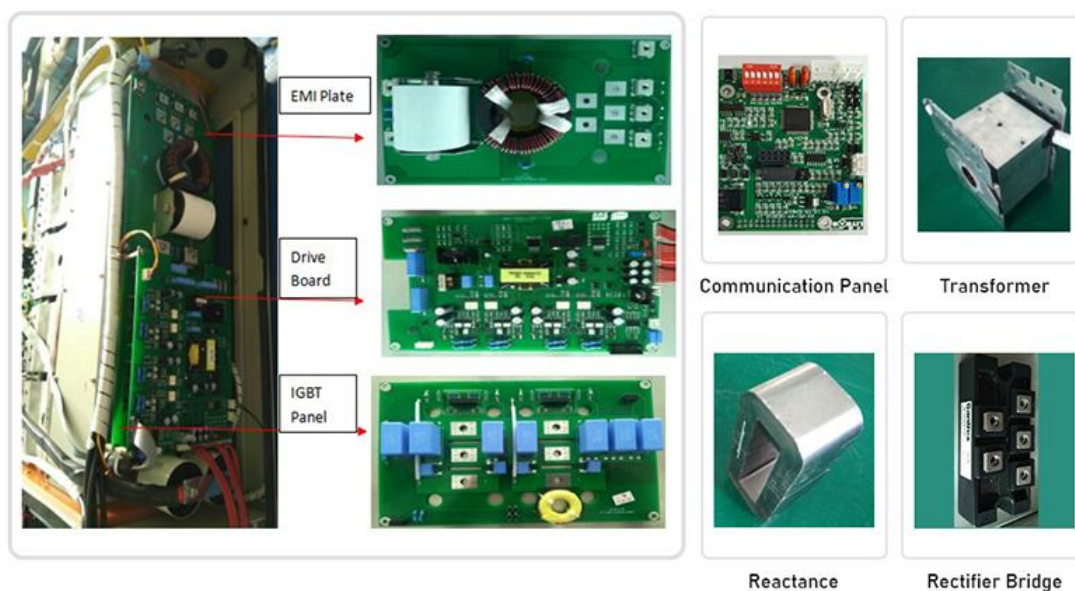 EMI Plate
Drive
Board
IGBT
Panel
Communication Panel
Transformer
Reactance
Rectifier Bridge